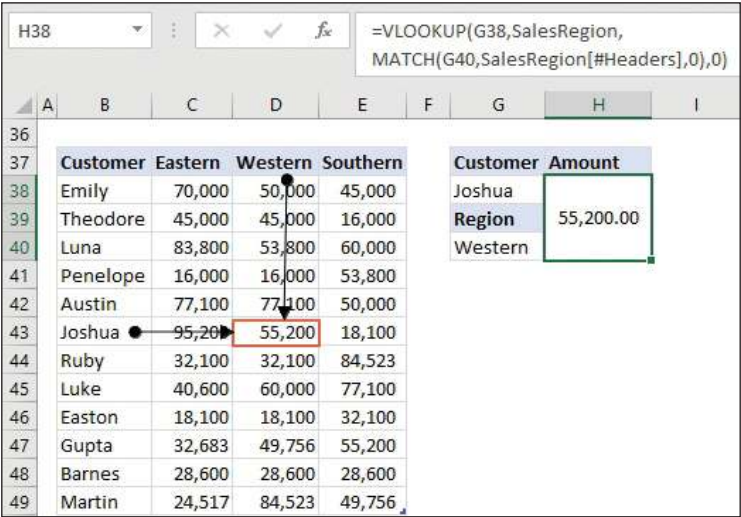 H38 fx =VLOOKUP(G38,SalesRegion,
MATCH(G40,SalesRegion[#Headers],0),0)
A B C D E F G H I
36
37 Customer Eastern Western Southern Customer Amount
38 Emily 70,000 50,000 45,000 Joshua
39 Theodore 45,000 45,000 16,000 Region 55,200.00
40 Luna 83,800 53,800 60,000 Western
41 Penelope 16,000 16,000 53,800
42 Austin 77,100 77,100 50,000
43 Joshua 95,200 55,200 18,100
44 Ruby 32,100 32,100 84,523
45 Luke 40,600 60,000 77,100
46 Easton 18,100 18,100 32,100
47 Gupta 32,683 49,756 55,200
48 Barnes 28,600 28,600 28,600
49 Martin 24,517 84,523 49,756